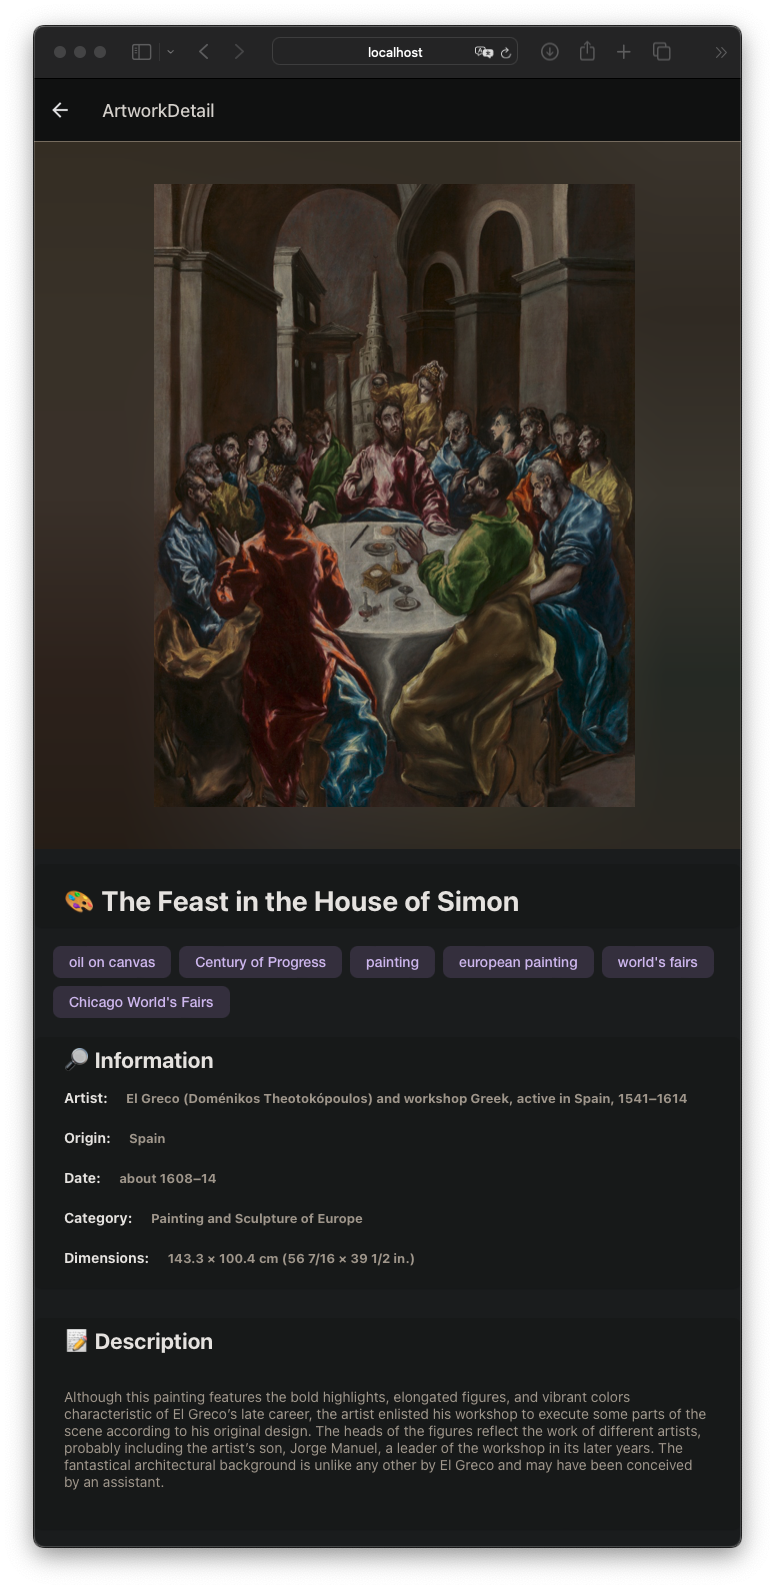 localhost
ArtworkDetail
🎨 The Feast in the House of Simon
oil on canvas Century of Progress painting european painting world's fairs
Chicago World's Fairs
🔎 Information
Artist: El Greco (Doménikos Theotokópoulos) and workshop Greek, active in Spain, 1541–1614
Origin: Spain
Date: about 1608–14
Category: Painting and Sculpture of Europe
Dimensions: 143.3 × 100.4 cm (56 7/16 × 39 1/2 in.)
📝 Description
Although this painting features the bold highlights, elongated figures, and vibrant colors
characteristic of El Greco’s late career, the artist enlisted his workshop to execute some parts of the
scene according to his original design. The heads of the figures reflect the work of different artists,
probably including the artist’s son, Jorge Manuel, a leader of the workshop in its later years. The
fantastical architectural background is unlike any other by El Greco and may have been conceived
by an assistant.